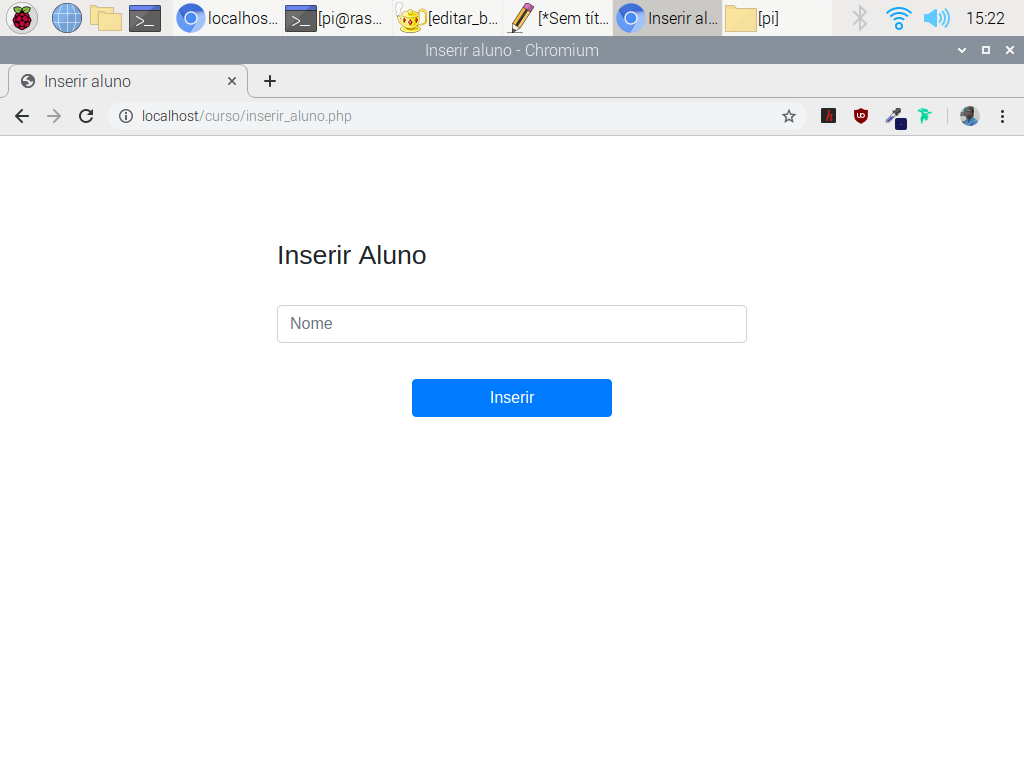 localhos... [pi@ras... [editar_b... [*Sem tít... Inserir al... [pi] 15:22
Inserir aluno - Chromium
Inserir aluno
localhost/curso/inserir_aluno.php
Inserir Aluno
Nome
Inserir